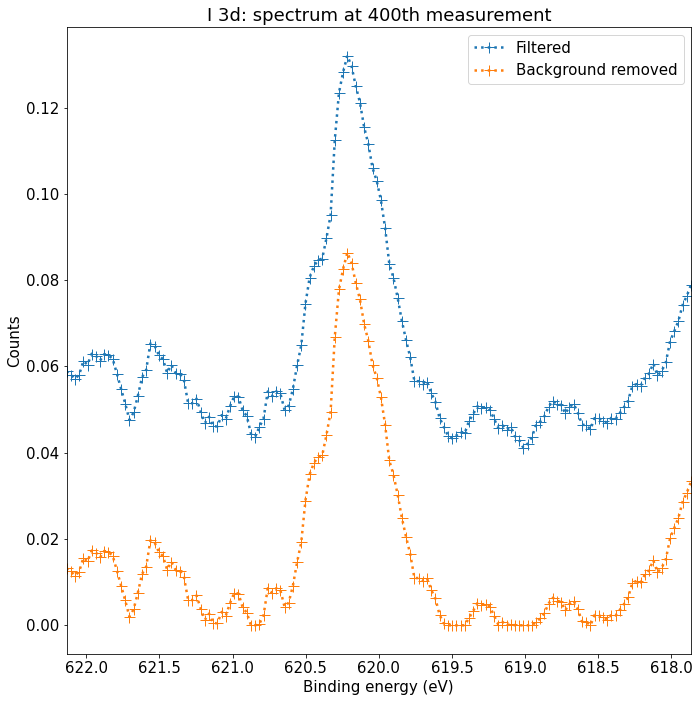 I 3d: spectrum at 400th measurement
Filtered
Background removed
Counts
0.12
0.10
0.08
0.06
0.04
0.02
0.00
622.0 621.5 621.0 620.5 620.0 619.5 619.0 618.5 618.0
Binding energy (eV)